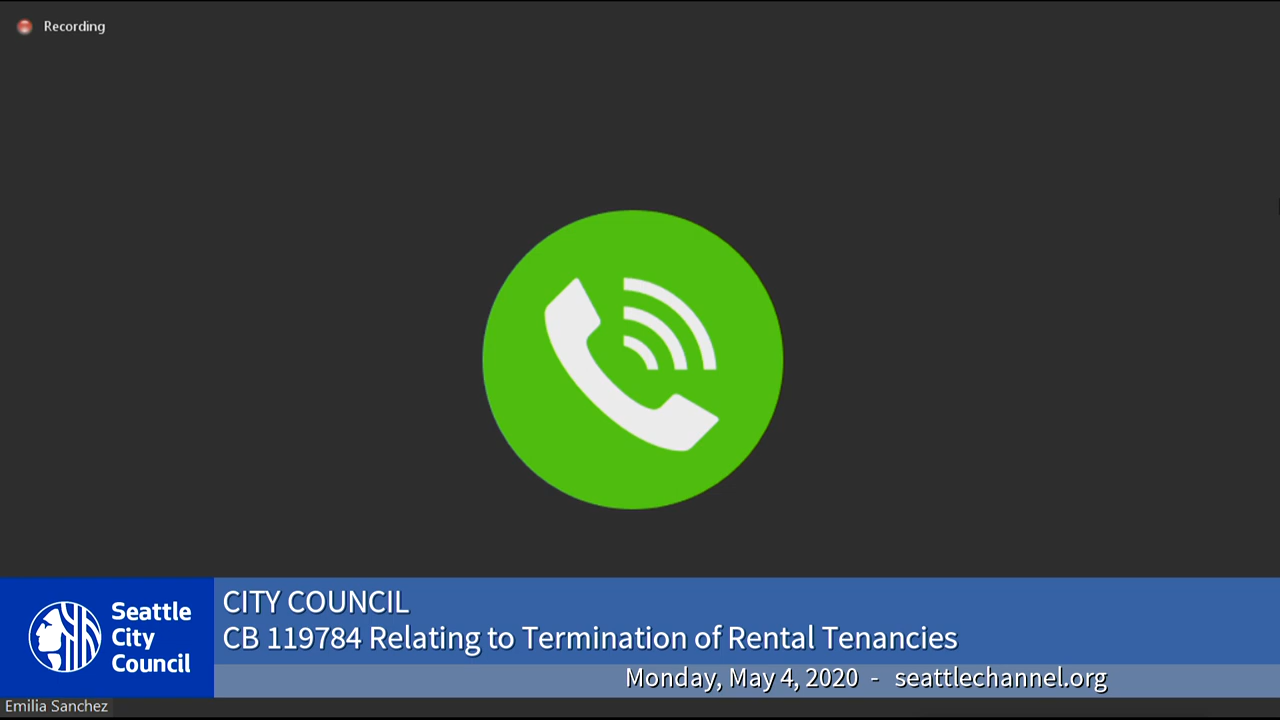 Recording
Seattle
City
Council
CITY COUNCIL
CB 119784 Relating to Termination of Rental Tenancies
Monday, May 4, 2020 - seattlechannel.org
Emilia Sanchez